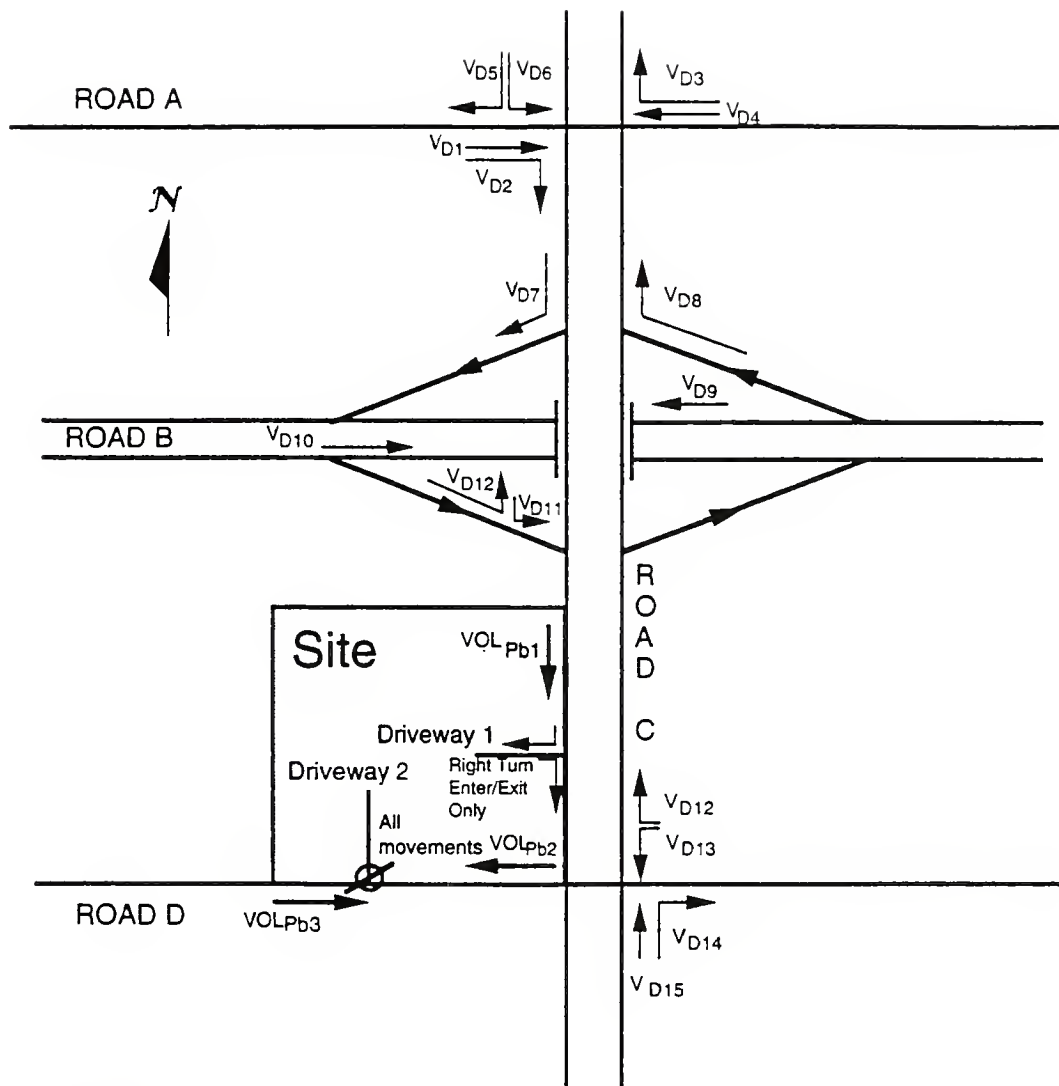 VD5 VD6
VD3
ROAD A
VD4
VD1
VD2
N
VD7
VD8
VD9
ROAD B
VD10
VD12
VD11
ROAD C
Site
VOLPb1
Driveway 1
Driveway 2
Right Turn
Enter/Exit
Only
All
movements
VOLPb2
VD12
VD13
ROAD D
VOLPb3
VD14
VD15